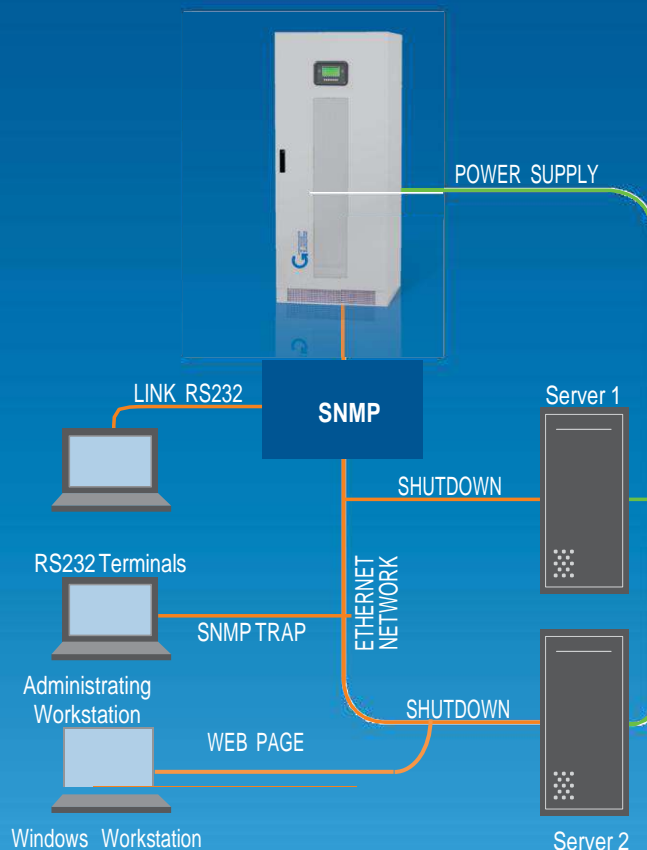 POWER SUPPLY
LINK RS232
SNMP
Server 1
SHUTDOWN
RS232 Terminals
ETHERNET
NETWORK
SNMP TRAP
Administrating
Workstation
SHUTDOWN
WEB PAGE
Windows Workstation
Server 2